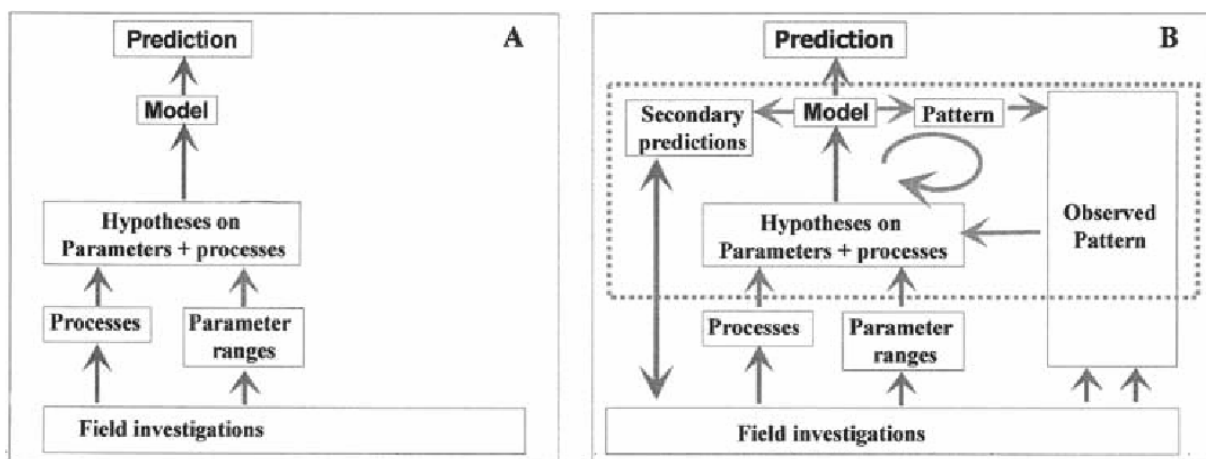 A
Prediction
Model
Hypotheses on
Parameters + processes
Processes
Parameter
ranges
Field investigations
B
Prediction
Secondary
predictions
Model
Pattern
Hypotheses on
Parameters + processes
Observed
Pattern
Processes
Parameter
ranges
Field investigations